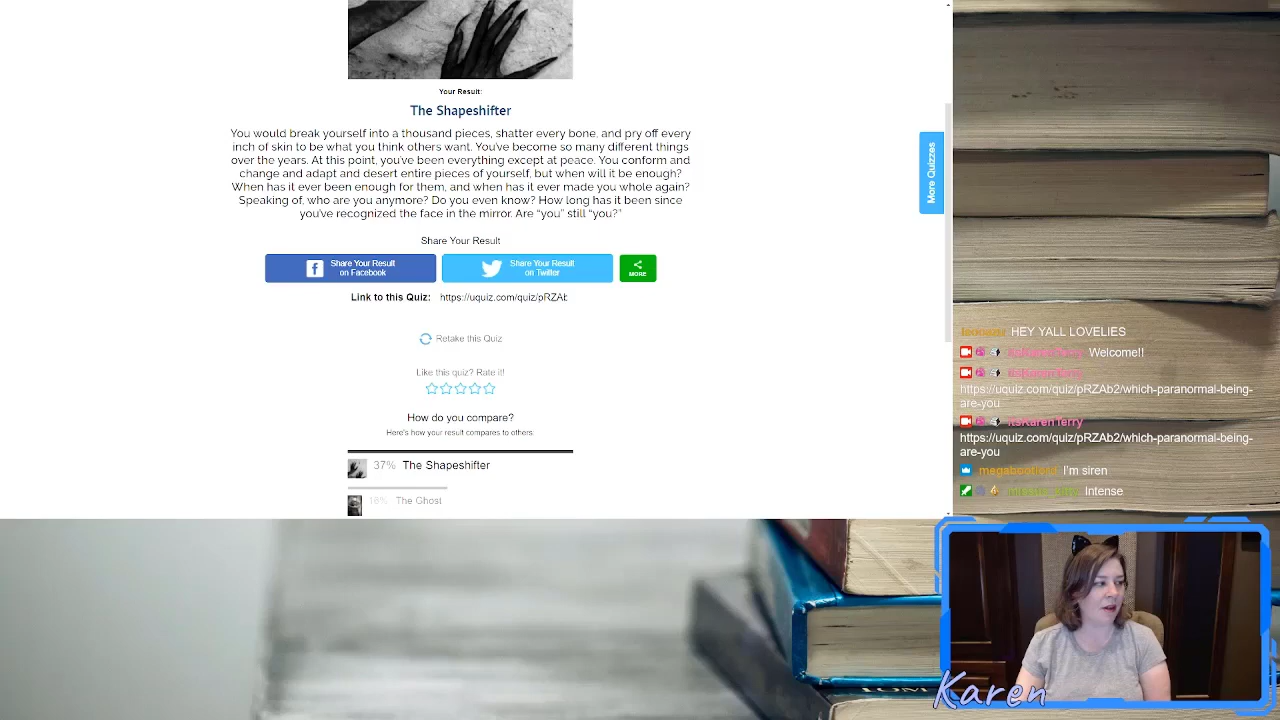 Your Result:
The Shapeshifter
You would break yourself into a thousand pieces, shatter every bone, and pry off every
inch of skin to be what you think others want. You've become so many different things
over the years. At this point, you've been everything except at peace. You conform and
change and adapt and desert entire pieces of yourself, but when will it be enough?
When has it ever been enough for them, and when has it ever made you whole again?
Speaking of, who are you anymore? Do you even know? How long has it been since
you've recognized the face in the mirror. Are "you" still "you?"
Share Your Result
Share Your Result
on Facebook
Share Your Result
on Twitter
MORE
Link to this Quiz: https://uquiz.com/quiz/pRZAb
Retake this Quiz
Like this quiz? Rate it!
How do you compare?
Here's how your result compares to others:
37% The Shapeshifter
The Ghost
More Quizzes
HEY YALL LOVELIES
ItsKarenTerry Welcome!!
ItsKarenTerry
https://uquiz.com/quiz/pRZAb2/which-paranormal-being-
are-you
ItsKarenTerry
https://uquiz.com/quiz/pRZAb2/which-paranormal-being-
are-you
I'm siren
Intense
Karen